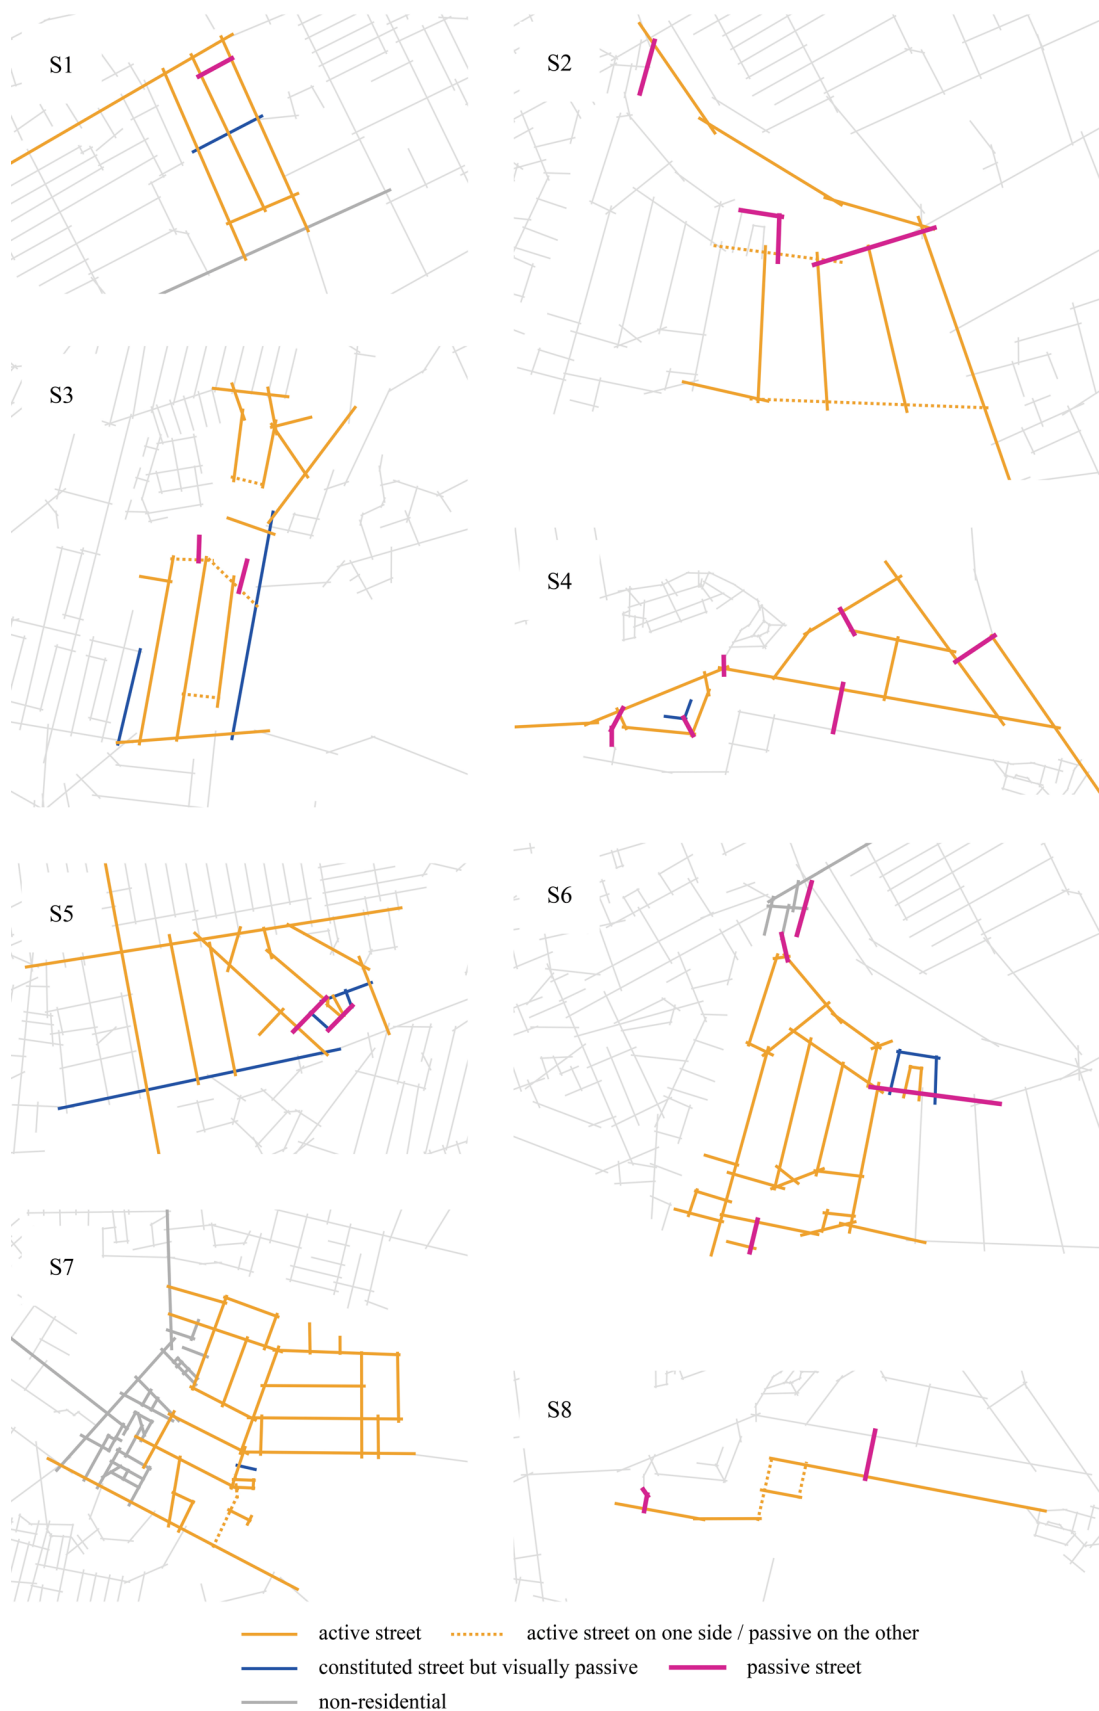 S1
S2
S3
S4
S5
S6
S7
S8
active street
active street on one side / passive on the other
constituted street but visually passive
passive street
non-residential